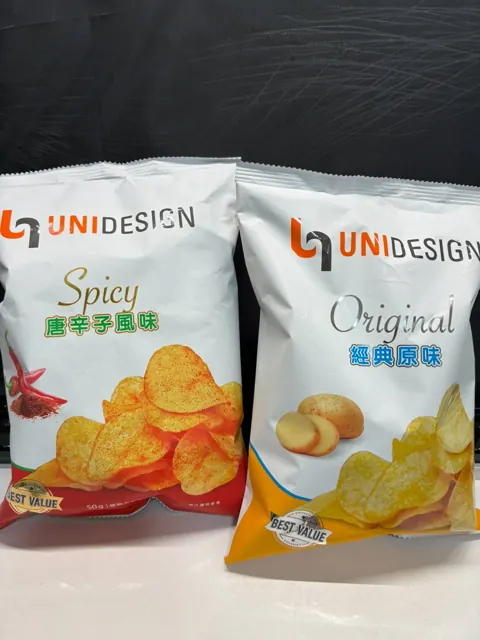 UNIDESIGN
Spicy
唐辛子風味
BEST VALUE
50g
UNIDESIGN
Original
經典原味
BEST VALUE